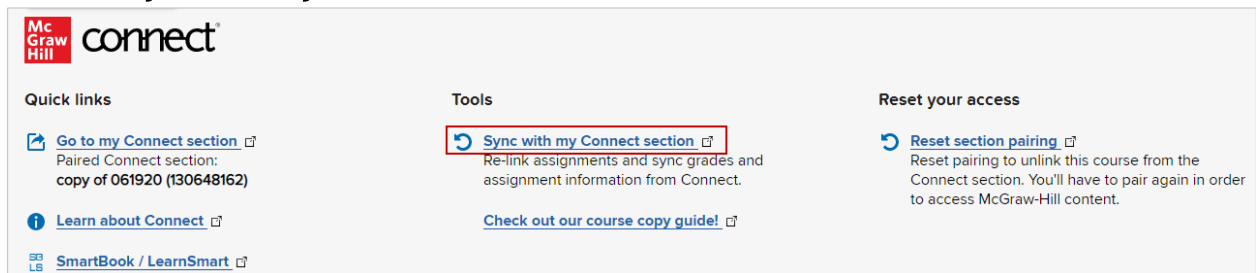 Mc
Graw
Hill
connect®
Quick links
Go to my Connect section
Paired Connect section:
copy of 061920 (130648162)
Learn about Connect
SB
LS
SmartBook / LearnSmart
Tools
Sync with my Connect section
Re-link assignments and sync grades and
assignment information from Connect.
Check out our course copy guide!
Reset your access
Reset section pairing
Reset pairing to unlink this course from the
Connect section. You'll have to pair again in order
to access McGraw-Hill content.